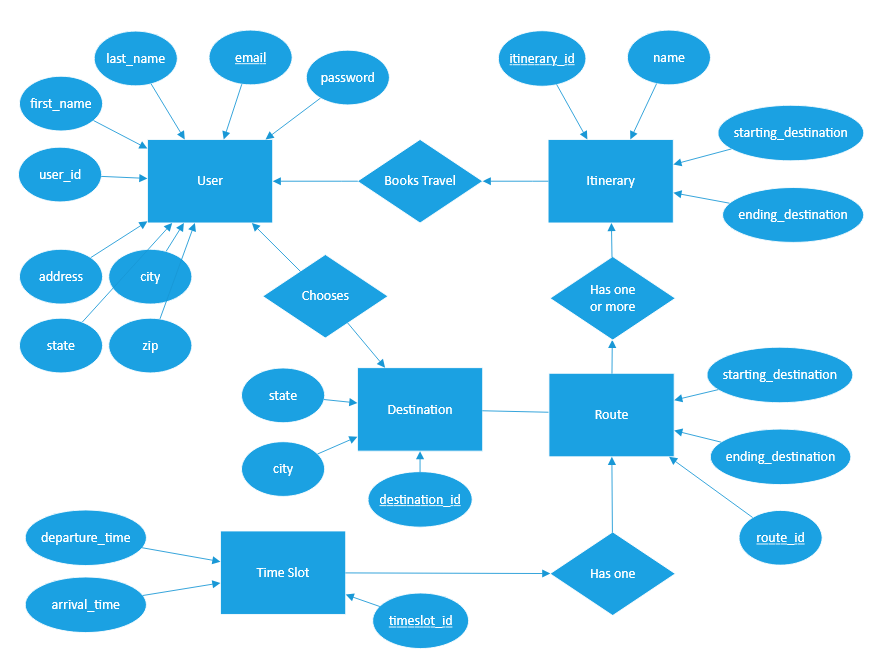 last_name
email
itinerary_id
name
password
first_name
starting_destination
user_id
User
Books Travel
Itinerary
ending_destination
address
city
Chooses
Has one
or more
state
zip
starting_destination
state
Destination
Route
ending_destination
city
destination_id
departure_time
route_id
Time Slot
Has one
arrival_time
timeslot_id